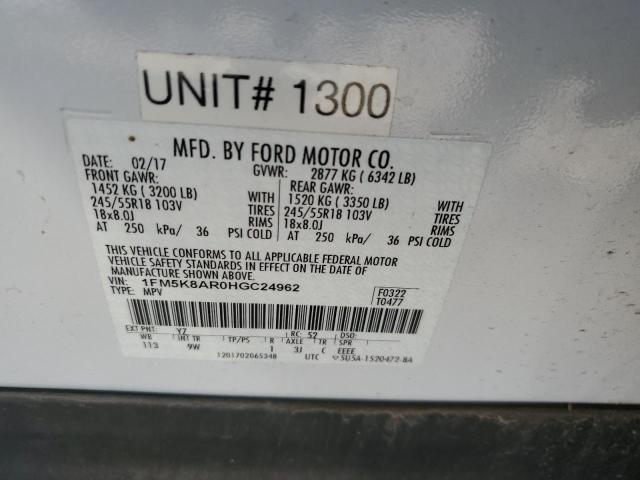 UNIT# 1300
MFD. BY FORD MOTOR CO.
DATE: 02/17 GVWR: 2877 KG ( 6342 LB)
FRONT GAWR: REAR GAWR:
1452 KG ( 3200 LB) WITH 1520 KG ( 3350 LB) WITH
245/55R18 103V TIRES 245/55R18 103V TIRES
18x8.0J RIMS 18x8.0J RIMS
AT 250 kPa/ 36 PSI COLD AT 250 kPa/ 36 PSI COLD
THIS VEHICLE CONFORMS TO ALL APPLICABLE FEDERAL MOTOR
VEHICLE SAFETY STANDARDS IN EFFECT ON THE DATE OF
MANUFACTURE SHOWN ABOVE.
VIN: 1FM5K8AR0HGC24962 F0322
TYPE: MPV T0477
EXT PNT: YZ RC: 52 DSO:
WB INT TR TP/PS R AXLE TR SPR
113 9W 1 3J C EEEE
1201702065348 UTC 5U5A-1520472-BA